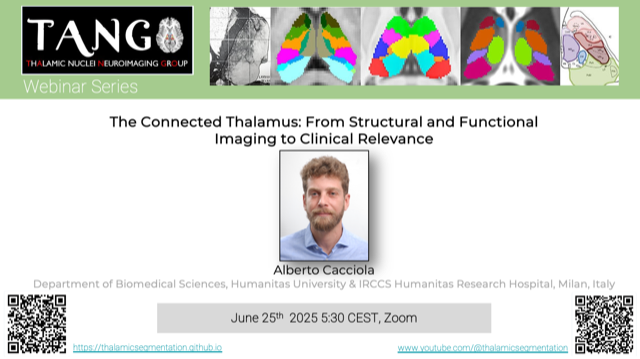 TANGO
THALAMIC NUCLEI NEUROIMAGING GROUP
Webinar Series
The Connected Thalamus: From Structural and Functional
Imaging to Clinical Relevance
Alberto Cacciola
Department of Biomedical Sciences, Humanitas University & IRCCS Humanitas Research Hospital, Milan, Italy
June 25th 2025 5:30 CEST, Zoom
https://thalamicsegmentation.github.io
www.youtube.com/@thalamicsegmentation